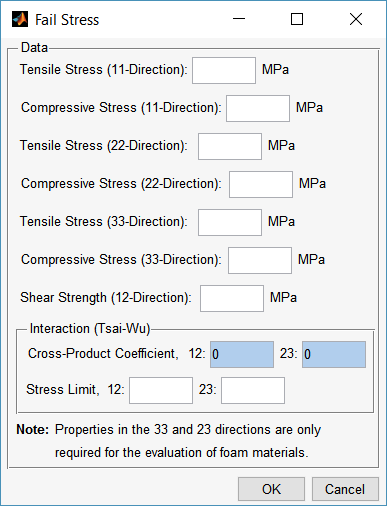 Fail Stress
Data
Tensile Stress (11-Direction): MPa
Compressive Stress (11-Direction): MPa
Tensile Stress (22-Direction): MPa
Compressive Stress (22-Direction): MPa
Tensile Stress (33-Direction): MPa
Compressive Stress (33-Direction): MPa
Shear Strength (12-Direction): MPa
Interaction (Tsai-Wu)
Cross-Product Coefficient, 12: 0 23: 0
Stress Limit, 12: 23:
Note: Properties in the 33 and 23 directions are only
required for the evaluation of foam materials.
OK Cancel